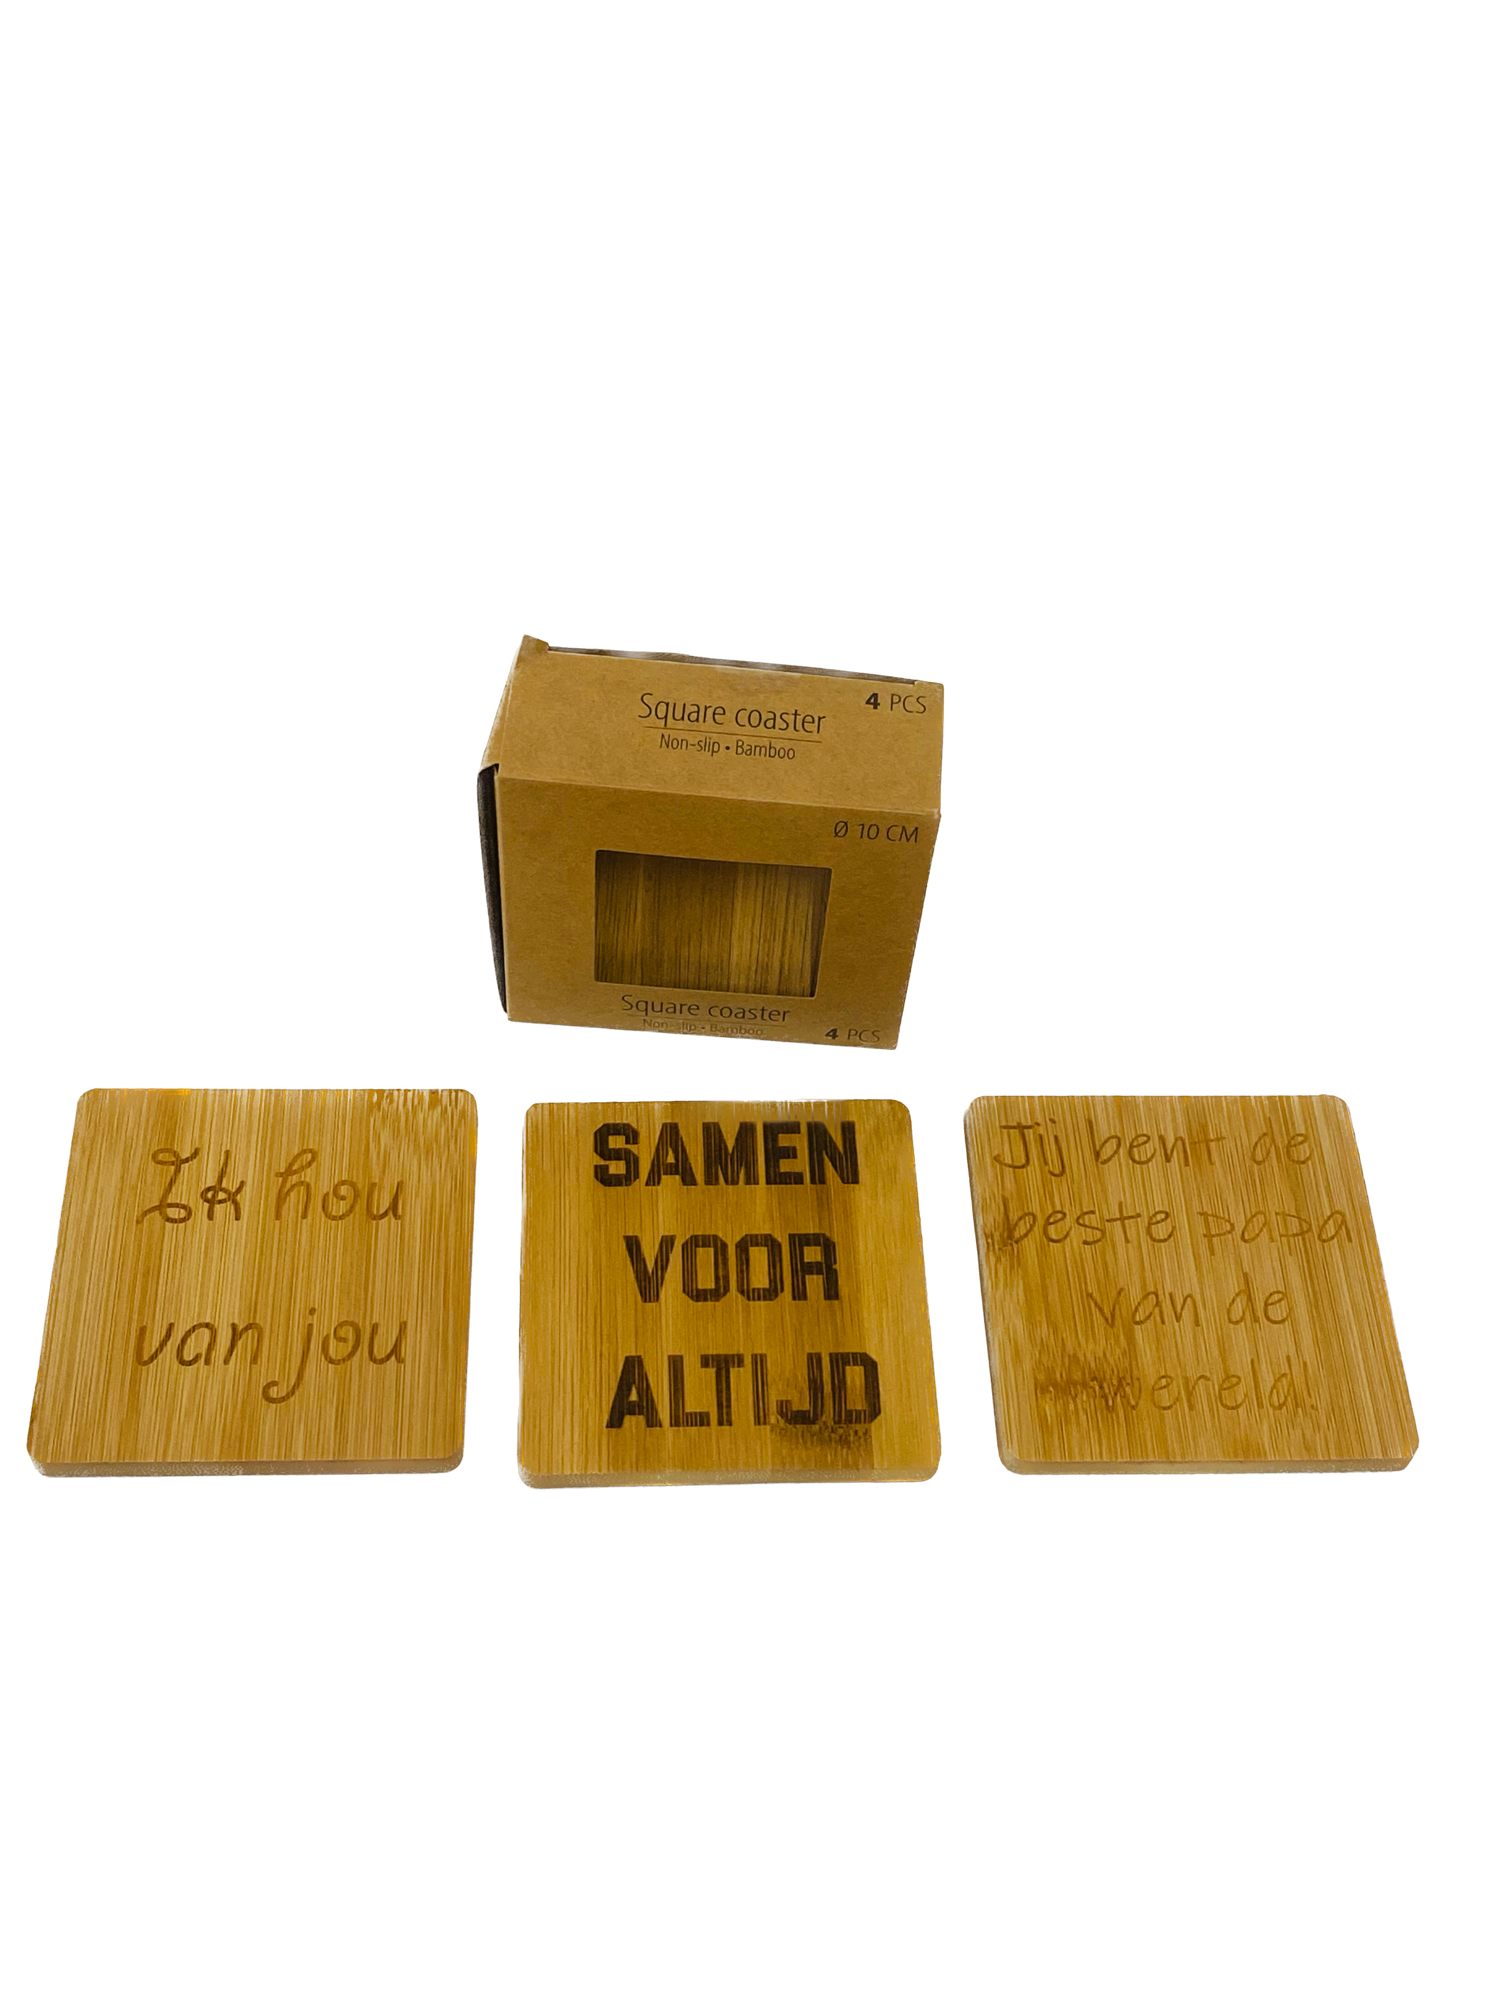 Square coaster
4 PCS
Non-slip • Bamboo
Ø 10 CM
Square coaster
Non-slip • Bamboo
4 PCS
Ik hou
van jou
SAMEN
VOOR
ALTIJD
Jij bent de
beste papa
van de
wereld!